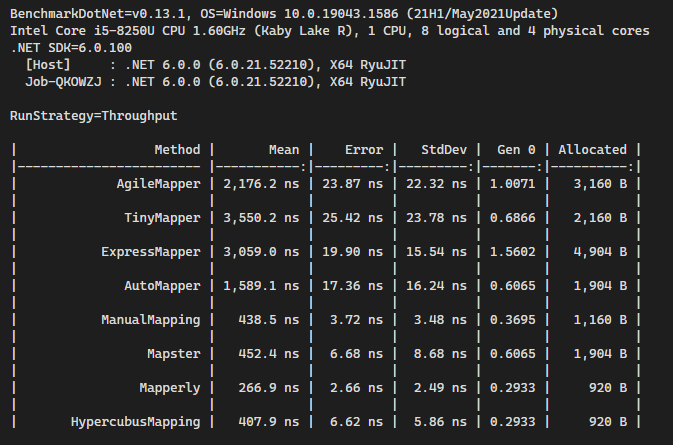 BenchmarkDotNet=v0.13.1, OS=Windows 10.0.19043.1586 (21H1/May2021Update)
Intel Core i5-8250U CPU 1.60GHz (Kaby Lake R), 1 CPU, 8 logical and 4 physical cores
.NET SDK=6.0.100
  [Host]     : .NET 6.0.0 (6.0.21.52210), X64 RyuJIT
  Job-QKOWZJ : .NET 6.0.0 (6.0.21.52210), X64 RyuJIT
RunStrategy=Throughput
|                 Method |       Mean |    Error |   StdDev |  Gen 0 | Allocated |
|----------------------- |-----------:|---------:|---------:|-------:|----------:|
|            AgileMapper | 2,176.2 ns | 23.87 ns | 22.32 ns | 1.0071 |   3,160 B |
|                        |            |          |          |        |           |
|             TinyMapper | 3,550.2 ns | 25.42 ns | 23.78 ns | 0.6866 |   2,160 B |
|                        |            |          |          |        |           |
|          ExpressMapper | 3,059.0 ns | 19.90 ns | 15.54 ns | 1.5602 |   4,904 B |
|                        |            |          |          |        |           |
|             AutoMapper | 1,589.1 ns | 17.36 ns | 16.24 ns | 0.6065 |   1,904 B |
|                        |            |          |          |        |           |
|          ManualMapping |   438.5 ns |  3.72 ns |  3.48 ns | 0.3695 |   1,160 B |
|                        |            |          |          |        |           |
|                Mapster |   452.4 ns |  6.68 ns |  8.68 ns | 0.6065 |   1,904 B |
|                        |            |          |          |        |           |
|               Mapperly |   266.9 ns |  2.66 ns |  2.49 ns | 0.2933 |     920 B |
|                        |            |          |          |        |           |
|      HypercubusMapping |   407.9 ns |  6.62 ns |  5.86 ns | 0.2933 |     920 B |